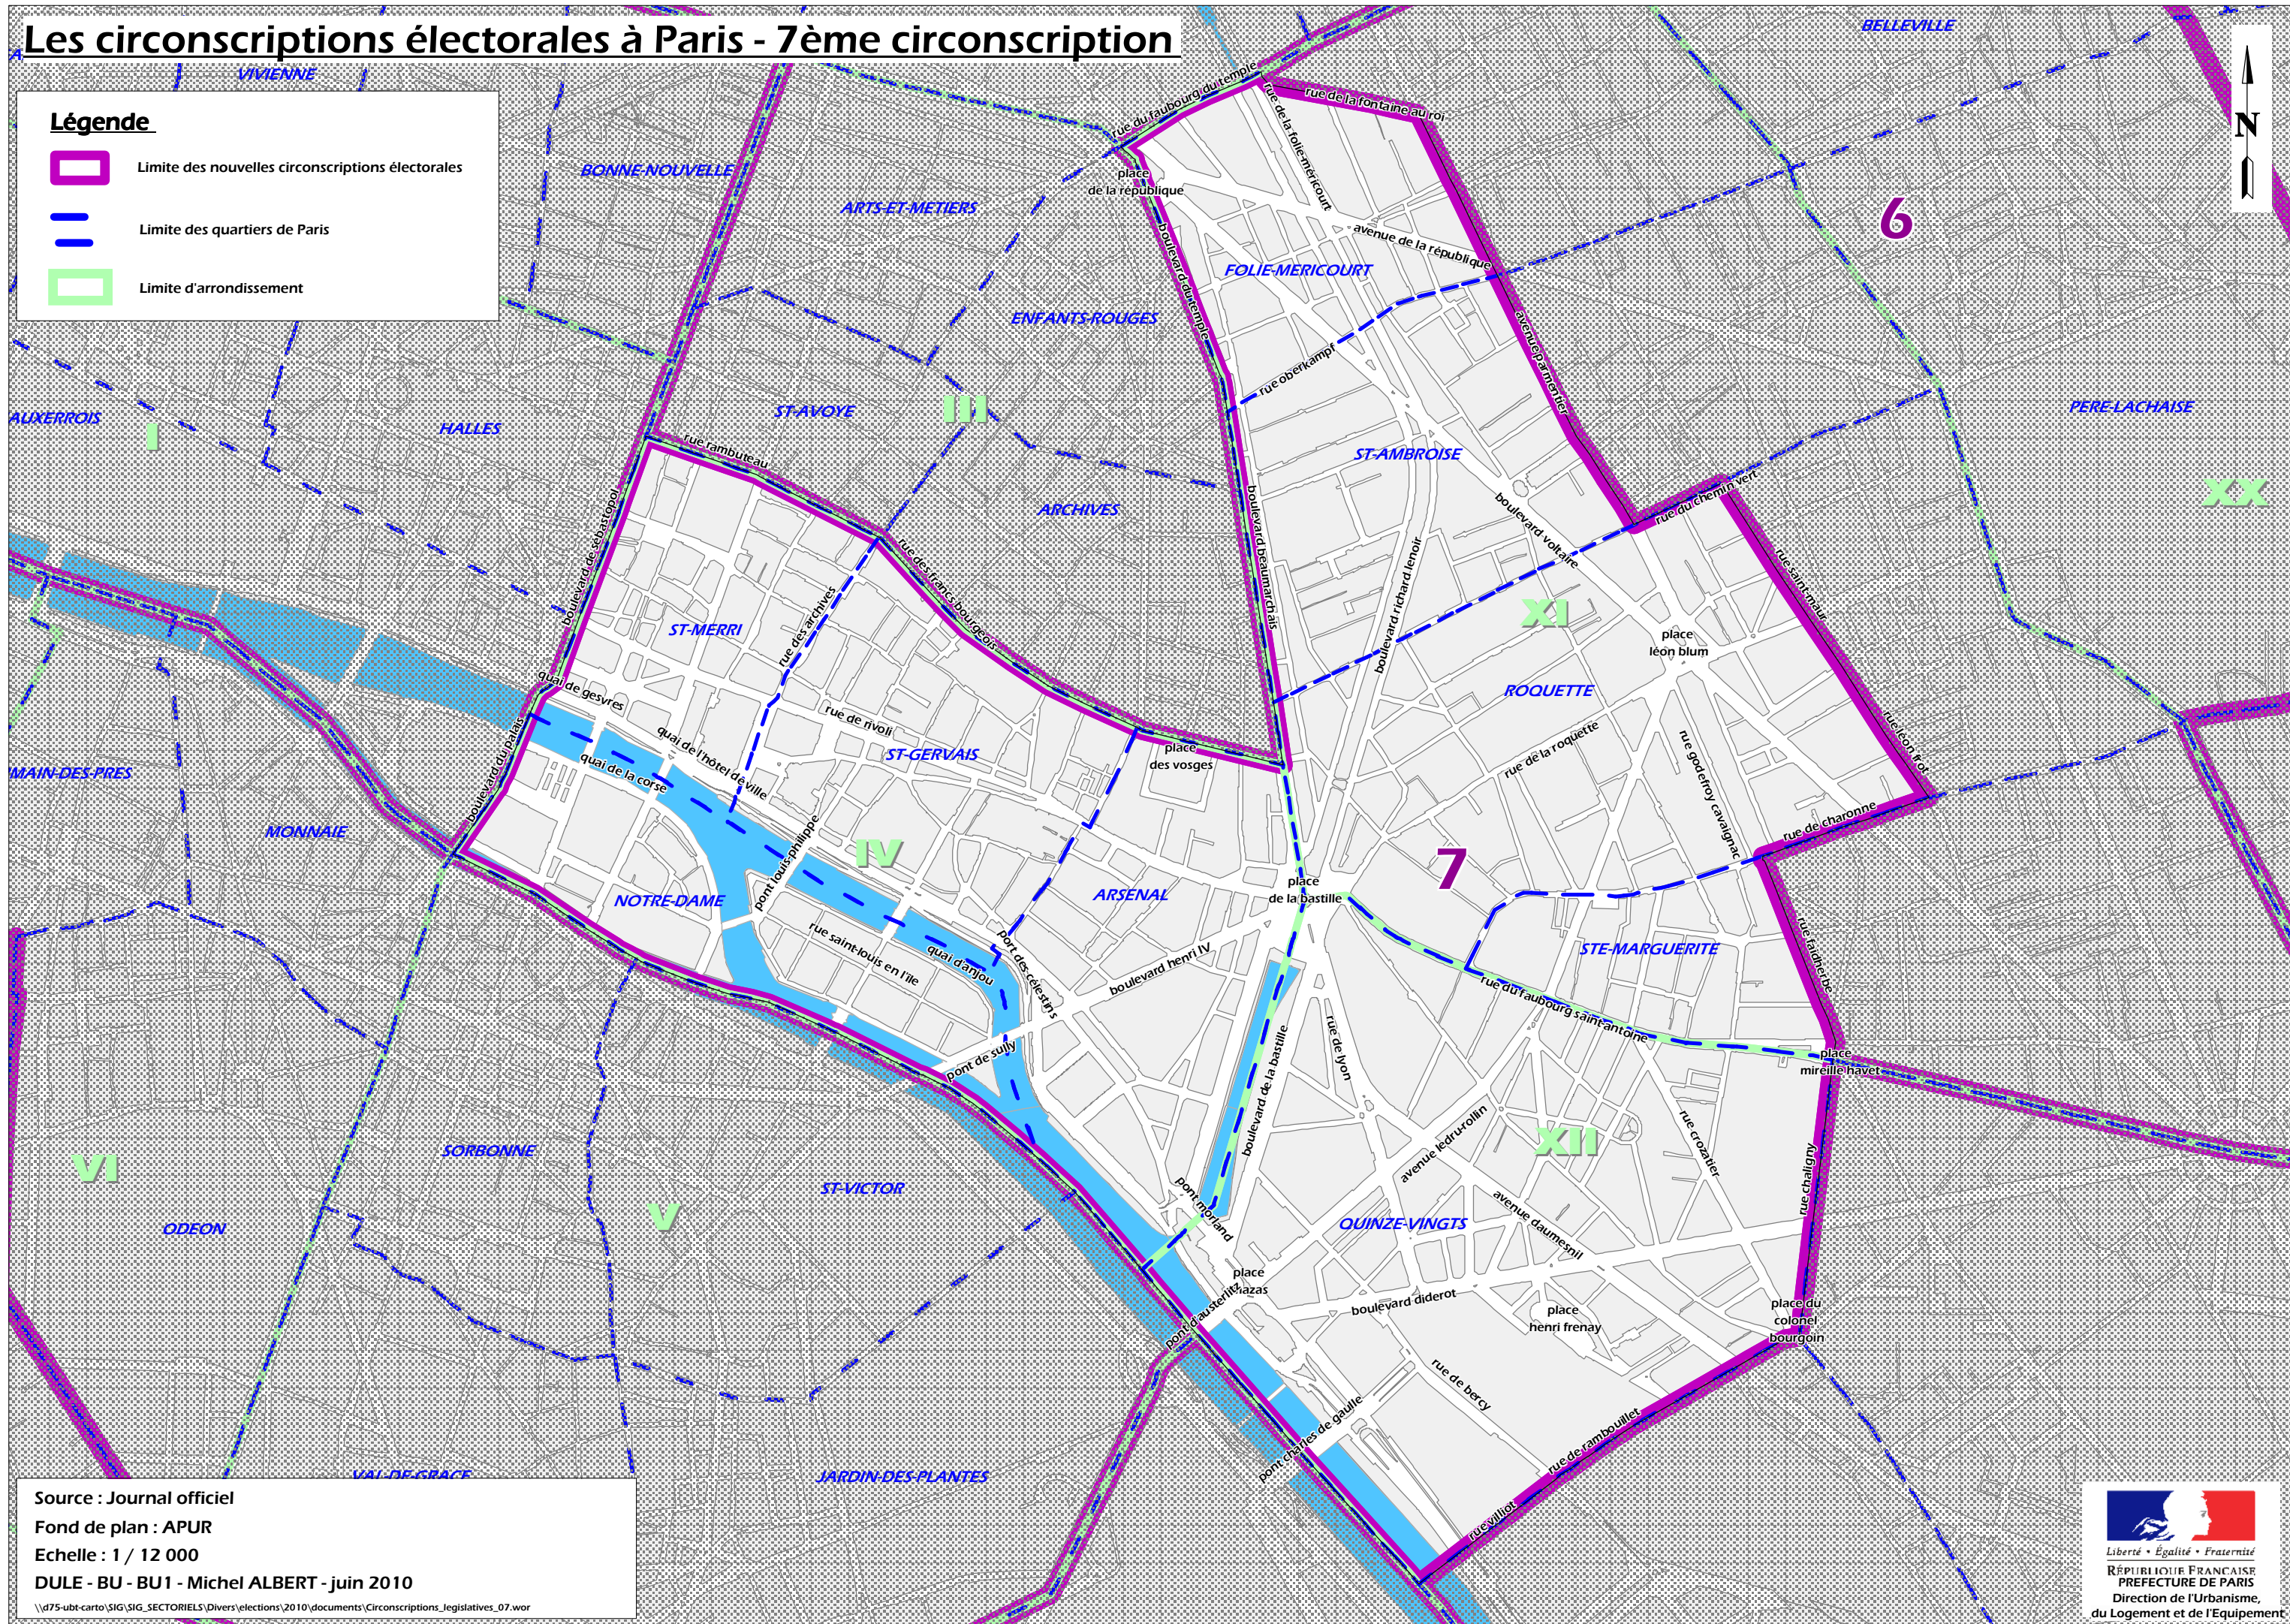 Les circonscriptions électorales à Paris - 7ème circonscription
Légende
Limite des nouvelles circonscriptions électorales
Limite des quartiers de Paris
Limite d'arrondissement
N
VIVIENNE
BELLEVILLE
BONNE-NOUVELLE
ARTS-ET-METIERS
ENFANTS-ROUGES
FOLIE-MERICOURT
6
rue du faubourg du temple
rue de la fontaine au roi
rue de la folie-méricourt
place
de la république
avenue de la république
boulevard du temple
rue oberkampf
avenue parmentier
AUXERROIS
I
HALLES
ST-AVOYE
III
ARCHIVES
ST-AMBROISE
PERE-LACHAISE
XX
rue rambuteau
boulevard de sébastopol
rue des francs bourgeois
boulevard beaumarchais
boulevard richard lenoir
boulevard voltaire
rue du chemin vert
rue saint-maur
ST-MERRI
rue des archives
XI
place
léon blum
ROQUETTE
quai de gesvres
rue de rivoli
quai de l'hôtel de ville
ST-GERVAIS
place
des vosges
rue de la roquette
rue godefroy cavaignac
rue léon frot
boulevard du palais
quai de la corse
MAIN-DES-PRES
MONNAIE
pont louis-philippe
IV
7
rue de charonne
NOTRE-DAME
ARSENAL
place
de la bastille
rue saint-louis en l'île
quai d'anjou
port des célestins
boulevard henri IV
STE-MARGUERITE
rue faidherbe
rue du faubourg saint antoine
pont de sully
rue de lyon
boulevard de la bastille
place
mireille havet
SORBONNE
VI
ST-VICTOR
V
ODEON
avenue ledru-rollin
XII
rue crozatier
rue chaligny
pont morland
QUINZE-VINGTS
avenue daumesnil
place
mazas
pont d'austerlitz
boulevard diderot
place
henri frenay
place du
colonel
bourgoin
rue de bercy
pont charles de gaulle
rue de rambouillet
rue villiot
VAL-DE-GRACE
JARDIN-DES-PLANTES
Source : Journal officiel
Fond de plan : APUR
Echelle : 1 / 12 000
DULE - BU - BU1 - Michel ALBERT - juin 2010
\\d75-ubt-carto\SIG\SIG_SECTORIELS\Divers\elections\2010\documents\Circonscriptions_legislatives_07.wor
Liberté • Égalité • Fraternité
RÉPUBLIQUE FRANÇAISE
PREFECTURE DE PARIS
Direction de l'Urbanisme,
du Logement et de l'Equipement